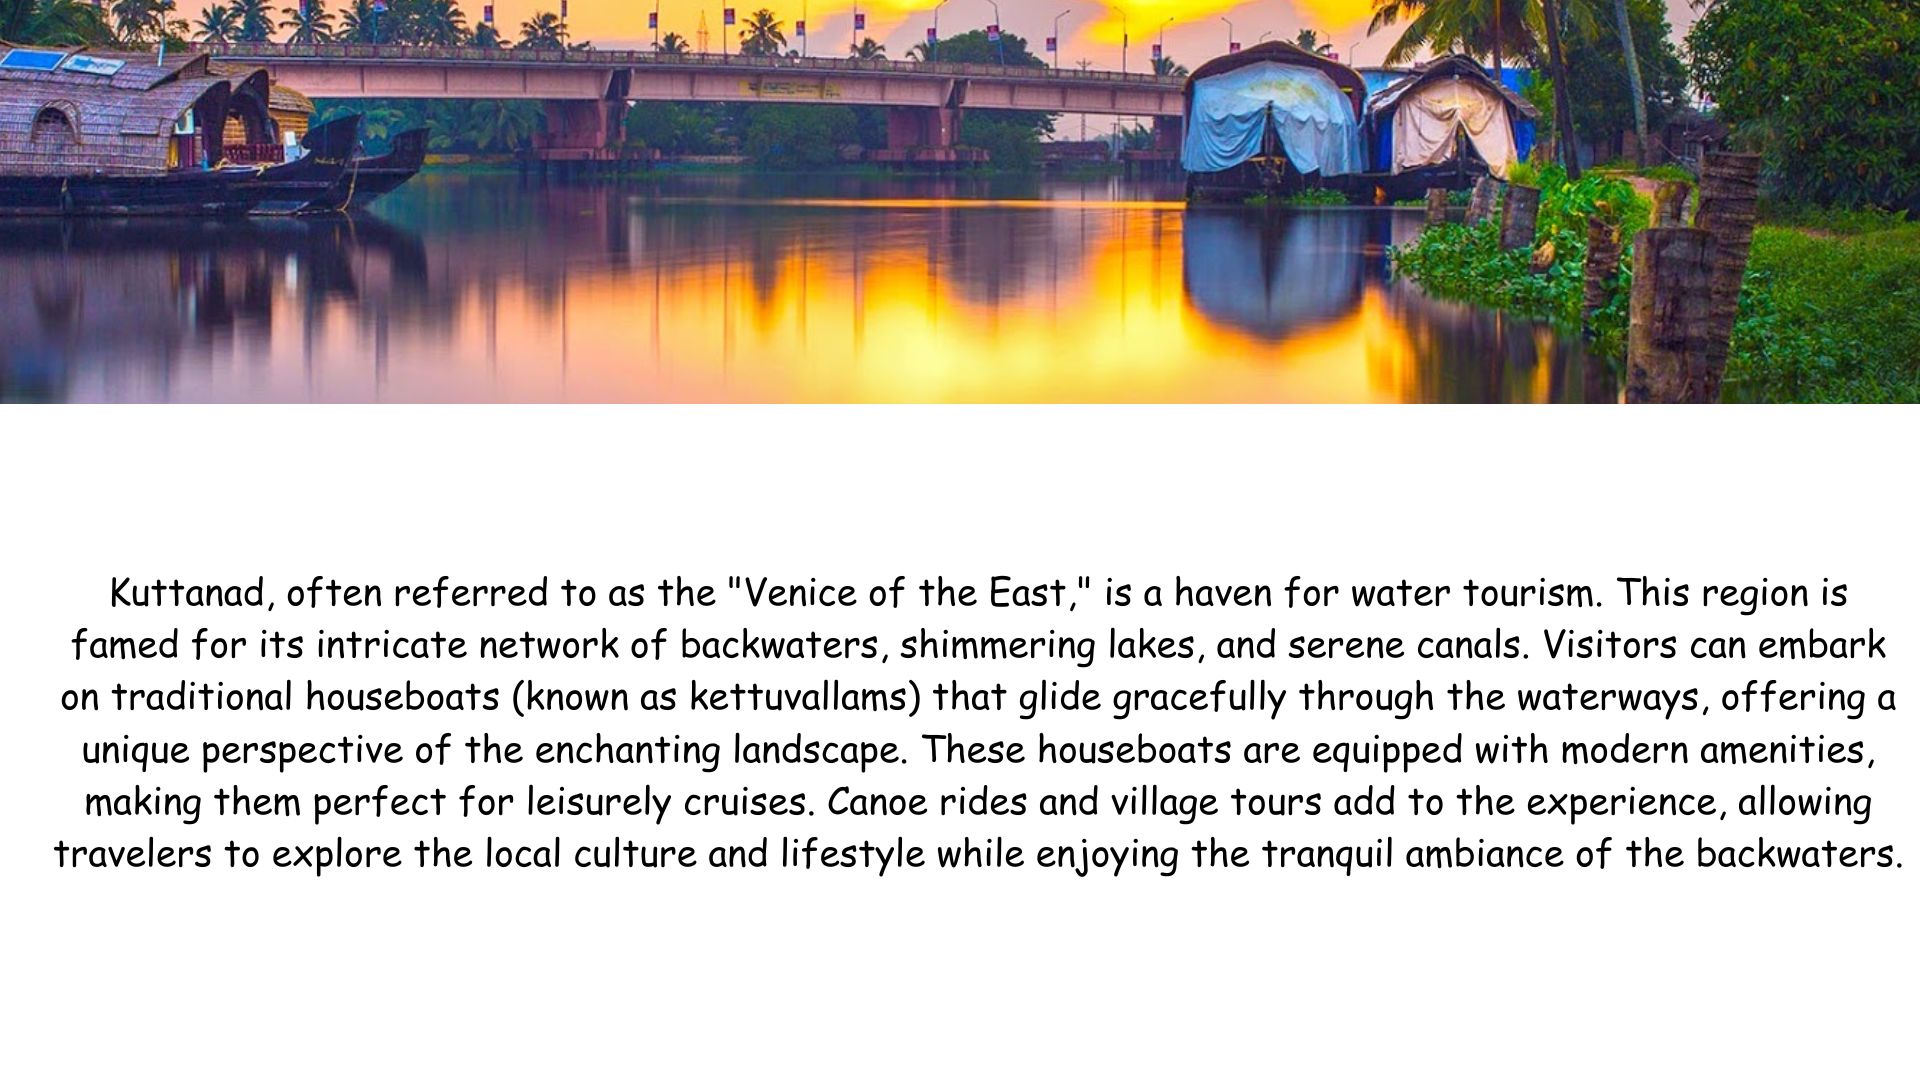 Kuttanad, often referred to as the "Venice of the East," is a haven for water tourism. This region is
famed for its intricate network of backwaters, shimmering lakes, and serene canals. Visitors can embark
on traditional houseboats (known as kettuvallams) that glide gracefully through the waterways, offering a
unique perspective of the enchanting landscape. These houseboats are equipped with modern amenities,
making them perfect for leisurely cruises. Canoe rides and village tours add to the experience, allowing
travelers to explore the local culture and lifestyle while enjoying the tranquil ambiance of the backwaters.